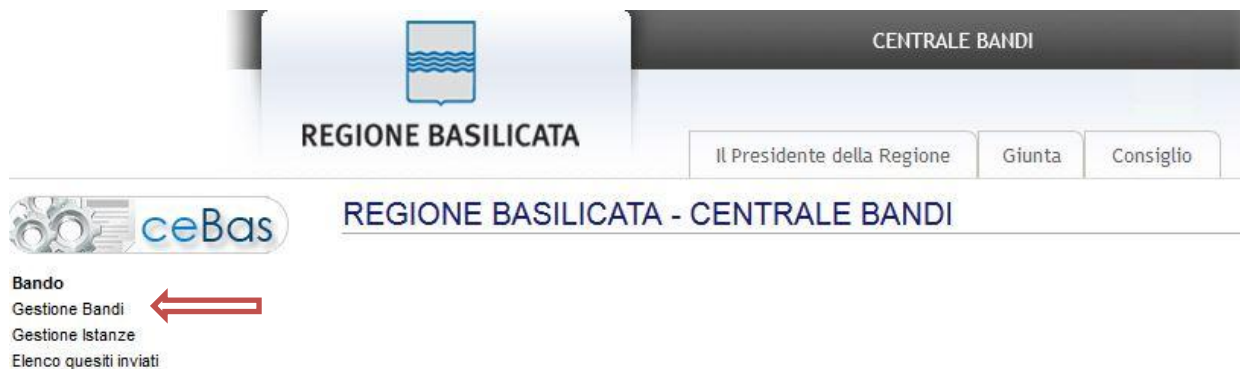 CENTRALE BANDI
REGIONE BASILICATA
Il Presidente della Regione Giunta Consiglio
ceBas
REGIONE BASILICATA - CENTRALE BANDI
Bando
Gestione Bandi
Gestione Istanze
Elenco quesiti inviati